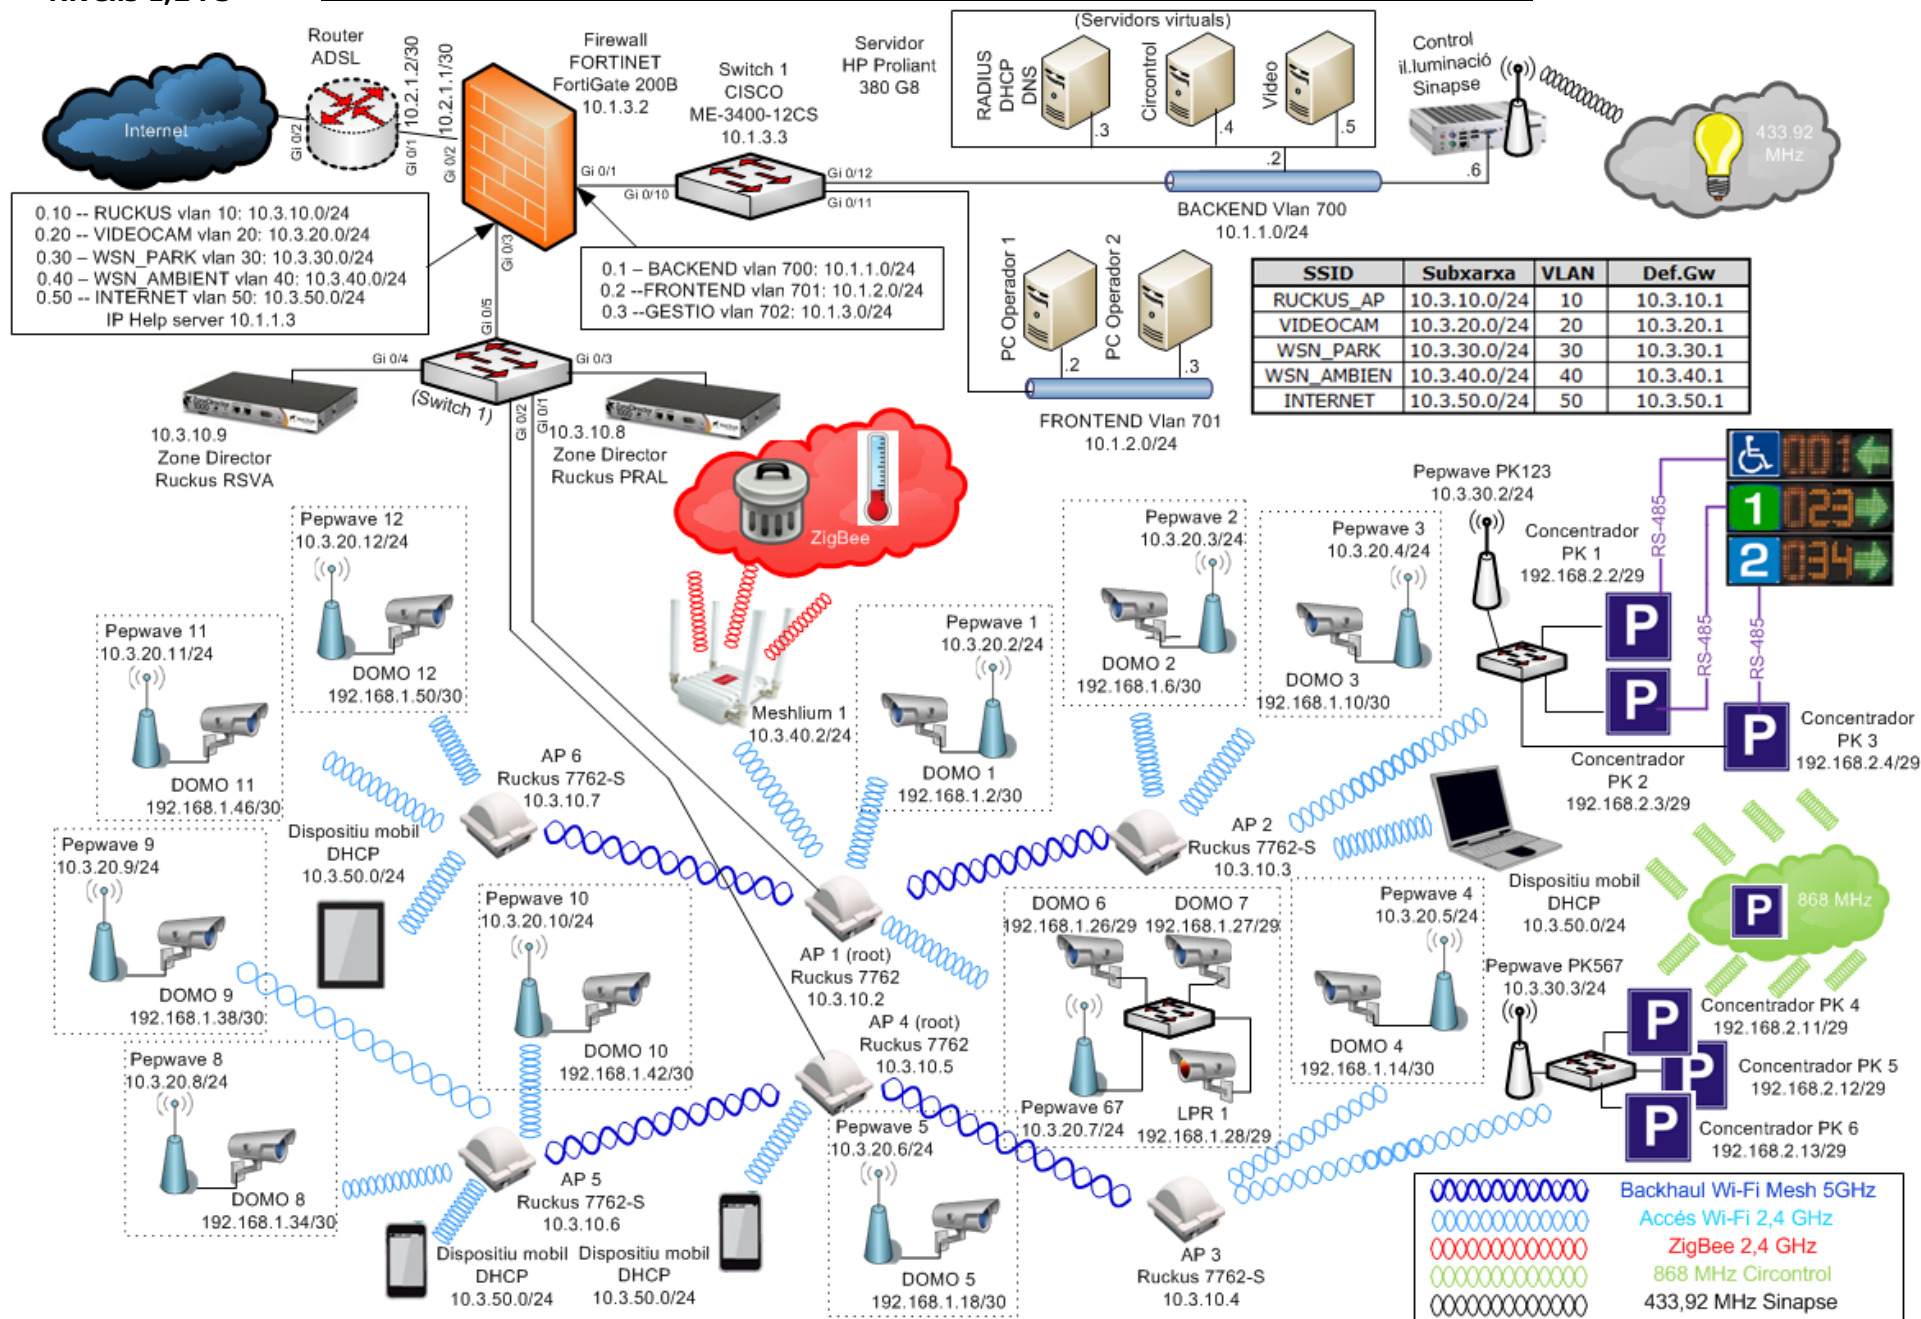 Router
ADSL
Internet
Gi 0/2
Gi 0/1
10.2.1.2/30
10.2.1.1/30
Gi 0/2
Firewall
FORTINET
FortiGate 200B
10.1.3.2
Gi 0/1
Gi 0/3
Switch 1
CISCO
ME-3400-12CS
10.1.3.3
Gi 0/10
Gi 0/12
Gi 0/11
Servidor
HP Proliant
380 G8
(Servidors virtuals)
RADIUS
DHCP
DNS
.3
Circontrol
.4
Video
.5
.2
.6
BACKEND Vlan 700
10.1.1.0/24
Control
il.luminació
Sinapse
433.92
MHz
0.10 -- RUCKUS vlan 10: 10.3.10.0/24
0.20 -- VIDEOCAM vlan 20: 10.3.20.0/24
0.30 – WSN_PARK vlan 30: 10.3.30.0/24
0.40 – WSN_AMBIENT vlan 40: 10.3.40.0/24
0.50 -- INTERNET vlan 50: 10.3.50.0/24
IP Help server 10.1.1.3
0.1 – BACKEND vlan 700: 10.1.1.0/24
0.2 --FRONTEND vlan 701: 10.1.2.0/24
0.3 --GESTIO vlan 702: 10.1.3.0/24
PC Operador 1
.2
PC Operador 2
.3
FRONTEND Vlan 701
10.1.2.0/24
SSID Subxarxa VLAN Def.Gw
RUCKUS_AP 10.3.10.0/24 10 10.3.10.1
VIDEOCAM 10.3.20.0/24 20 10.3.20.1
WSN_PARK 10.3.30.0/24 30 10.3.30.1
WSN_AMBIEN 10.3.40.0/24 40 10.3.40.1
INTERNET 10.3.50.0/24 50 10.3.50.1
Gi 0/5
Gi 0/4
Gi 0/3
Gi 0/2
Gi 0/1
(Switch 1)
10.3.10.9
Zone Director
Ruckus RSVA
10.3.10.8
Zone Director
Ruckus PRAL
ZigBee
Meshlium 1
10.3.40.2/24
Pepwave 12
10.3.20.12/24
DOMO 12
192.168.1.50/30
Pepwave 11
10.3.20.11/24
DOMO 11
192.168.1.46/30
Pepwave 9
10.3.20.9/24
DOMO 9
192.168.1.38/30
Pepwave 8
10.3.20.8/24
DOMO 8
192.168.1.34/30
Pepwave 10
10.3.20.10/24
DOMO 10
192.168.1.42/30
Dispositiu mobil
DHCP
10.3.50.0/24
AP 6
Ruckus 7762-S
10.3.10.7
Pepwave 1
10.3.20.2/24
DOMO 1
192.168.1.2/30
Pepwave 2
10.3.20.3/24
DOMO 2
192.168.1.6/30
Pepwave 3
10.3.20.4/24
DOMO 3
192.168.1.10/30
Pepwave PK123
10.3.30.2/24
Concentrador
PK 1
192.168.2.2/29
RS-485
RS-485
RS-485
001
1
023
2
034
P
P
P
Concentrador
PK 2
192.168.2.3/29
Concentrador
PK 3
192.168.2.4/29
AP 2
Ruckus 7762-S
10.3.10.3
Dispositiu mobil
DHCP
10.3.50.0/24
P
868 MHz
AP 1 (root)
Ruckus 7762
10.3.10.2
AP 4 (root)
Ruckus 7762
10.3.10.5
DOMO 6
192.168.1.26/29
DOMO 7
192.168.1.27/29
Pepwave 67
10.3.20.7/24
LPR 1
192.168.1.28/29
Pepwave 4
10.3.20.5/24
DOMO 4
192.168.1.14/30
Pepwave PK567
10.3.30.3/24
P
P
P
Concentrador PK 4
192.168.2.11/29
Concentrador PK 5
192.168.2.12/29
Concentrador PK 6
192.168.2.13/29
AP 5
Ruckus 7762-S
10.3.10.6
Dispositiu mobil
DHCP
10.3.50.0/24
Dispositiu mobil
DHCP
10.3.50.0/24
Pepwave 5
10.3.20.6/24
DOMO 5
192.168.1.18/30
AP 3
Ruckus 7762-S
10.3.10.4
Backhaul Wi-Fi Mesh 5GHz
Accés Wi-Fi 2,4 GHz
ZigBee 2,4 GHz
868 MHz Circontrol
433,92 MHz Sinapse